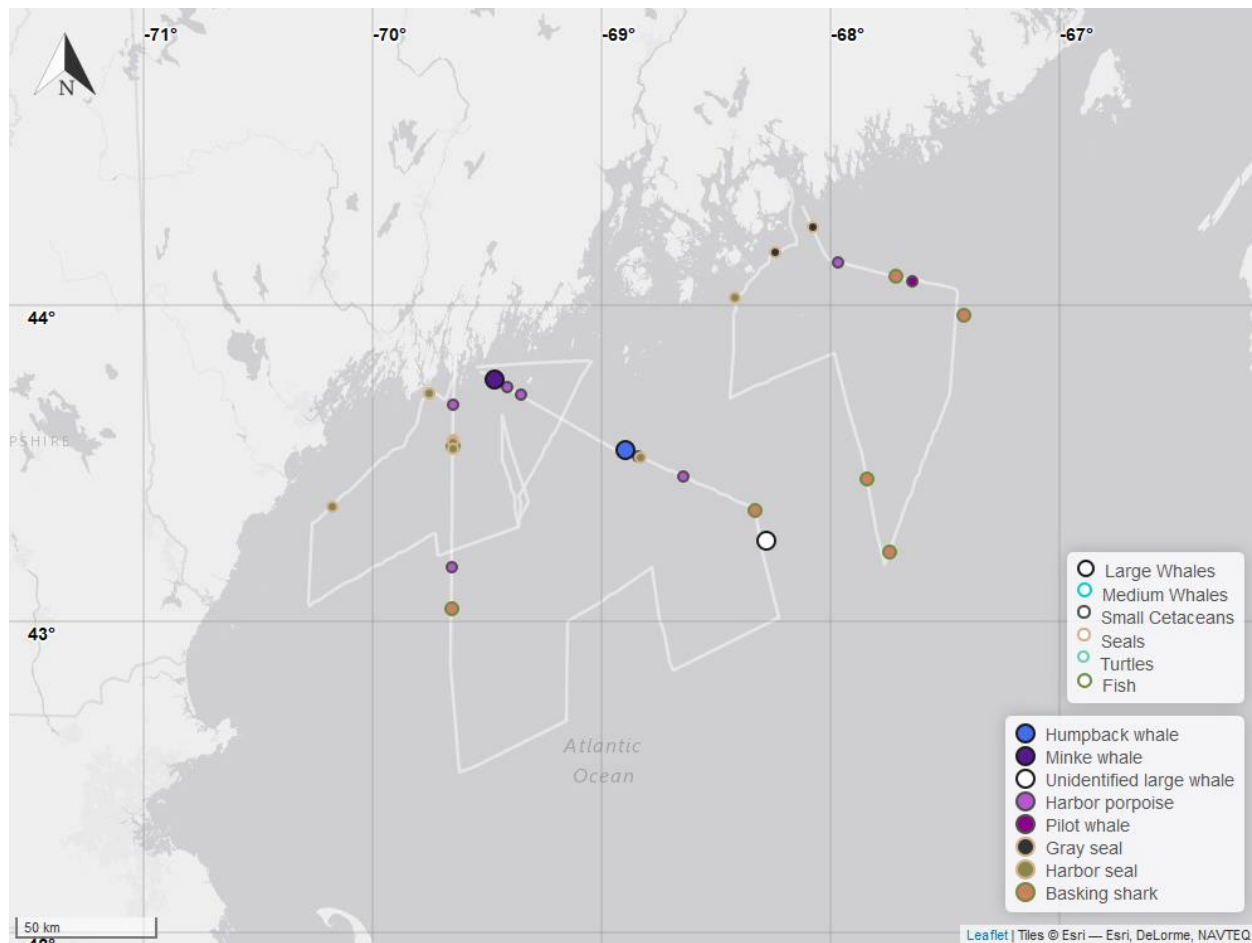 -71°
-70°
-69°
-68°
-67°
N
44°
PSHIRE
43°
Atlantic
Ocean
Large Whales
Medium Whales
Small Cetaceans
Seals
Turtles
Fish
Humpback whale
Minke whale
Unidentified large whale
Harbor porpoise
Pilot whale
Gray seal
Harbor seal
Basking shark
50 km
Leaflet | Tiles © Esri — Esri, DeLorme, NAVTEQ